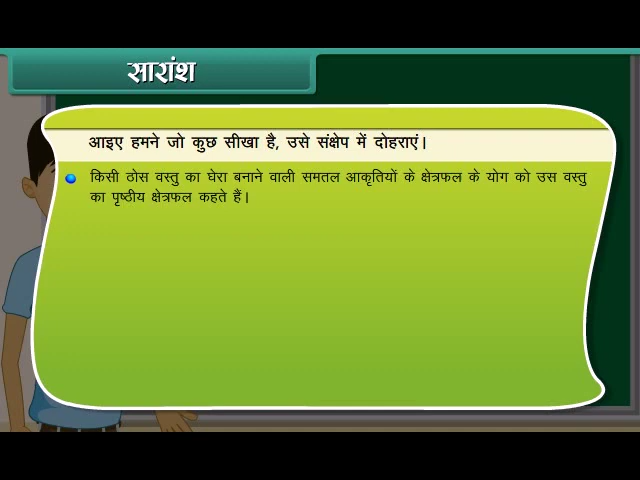 सारांश
आइए हमने जो कुछ सीखा है, उसे संक्षेप में दोहराएं।
किसी ठोस वस्तु का घेरा बनाने वाली समतल आकृतियों के क्षेत्रफल के योग को उस वस्तु
का पृष्ठीय क्षेत्रफल कहते हैं।